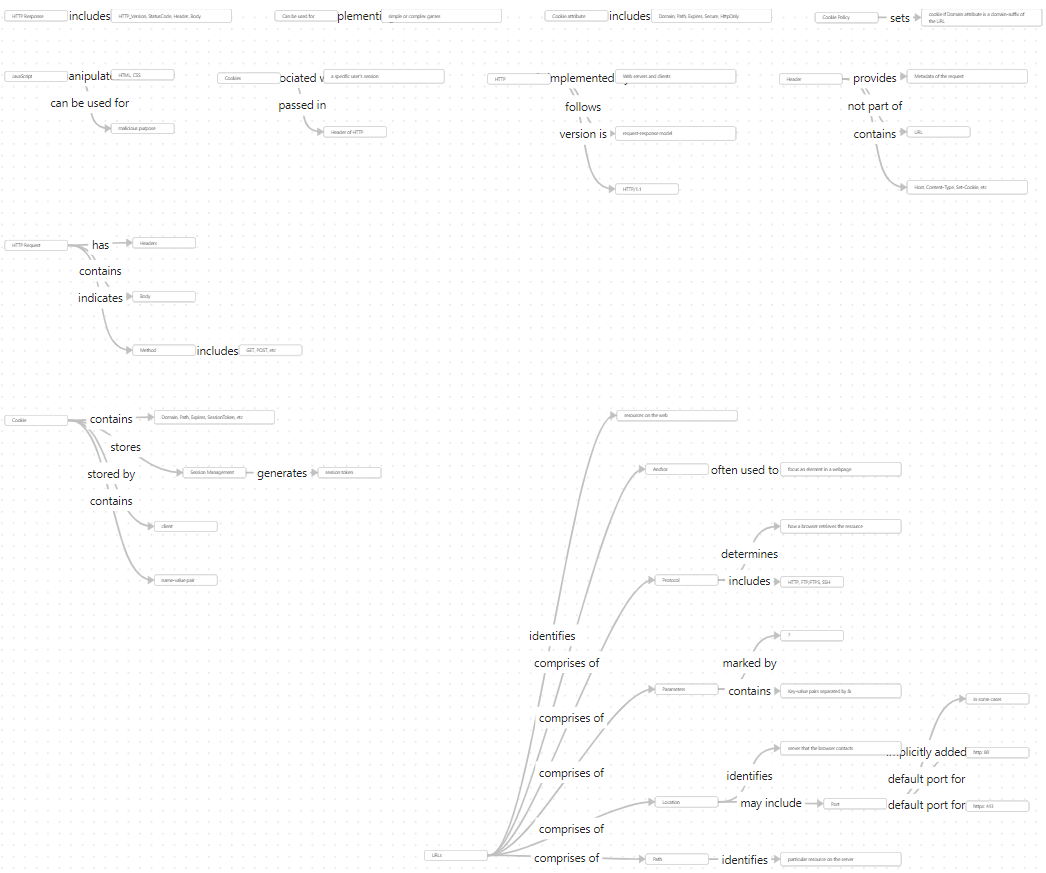 HTTP Response includes HTTP_Version, StatusCode, Header, Body
Can be used for plementi simple or complex games
Cookie attribute includes Domain, Path, Expires, Secure, HttpOnly
Cookie Policy sets cookie if Domain attribute is a domain-suffix of
the URL
JavaScript anipulat HTML, CSS
can be used for
malicious purpose
Cookies ociated w a specific user's session
passed in
Header of HTTP
HTTP mplemented Web servers and clients
follows
version is request-response model
HTTP/1.1
Header provides Metadata of the request
not part of
contains URL
Host, Content-Type, Set-Cookie, etc
HTTP Request has Headers
contains
indicates Body
Method includes GET, POST, etc
Cookie contains Domain, Path, Expires, SessionToken, etc
stores
stored by Session Management generates session token
contains
client
name-value pair
resources on the web
Anchor often used to focus an element in a webpage
how a browser retrieves the resource
determines
Protocol includes HTTP, FTP/FTPS, SSH
identifies
?
comprises of
marked by
Parameters contains Key-value pairs separated by &
comprises of
in some cases
server that the browser contacts mplicitly added http: 80
comprises of
identifies
default port for
Location may include Port default port for https: 443
comprises of
URLs comprises of Path identifies particular resource on the server